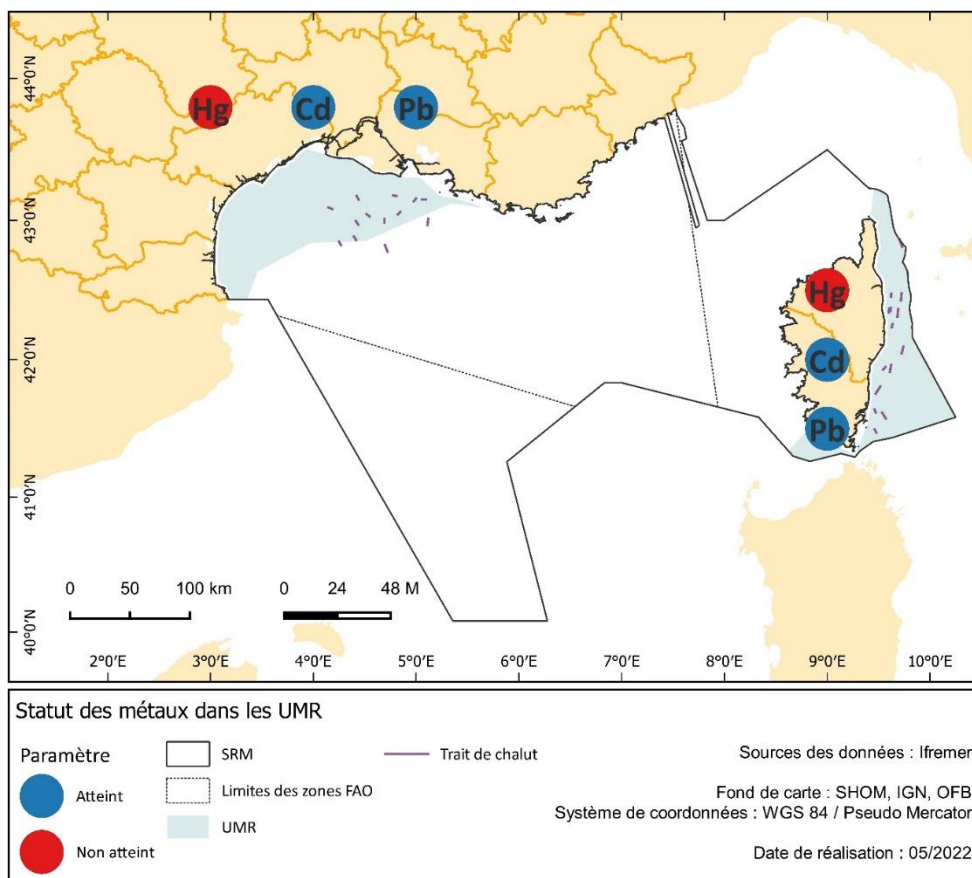 44°0'N
43°0'N
42°0'N
41°0'N
40°0'N
Hg
Cd
Pb
Hg
Cd
Pb
0 50 100 km
0 24 48 M
2°0'E 3°0'E 4°0'E 5°0'E 6°0'E 7°0'E 8°0'E 9°0'E 10°0'E
Statut des métaux dans les UMR
Paramètre
Atteint
Non atteint
SRM
Limites des zones FAO
UMR
Trait de chalut
Sources des données : Ifremer
Fond de carte : SHOM, IGN, OFB
Système de coordonnées : WGS 84 / Pseudo Mercator
Date de réalisation : 05/2022